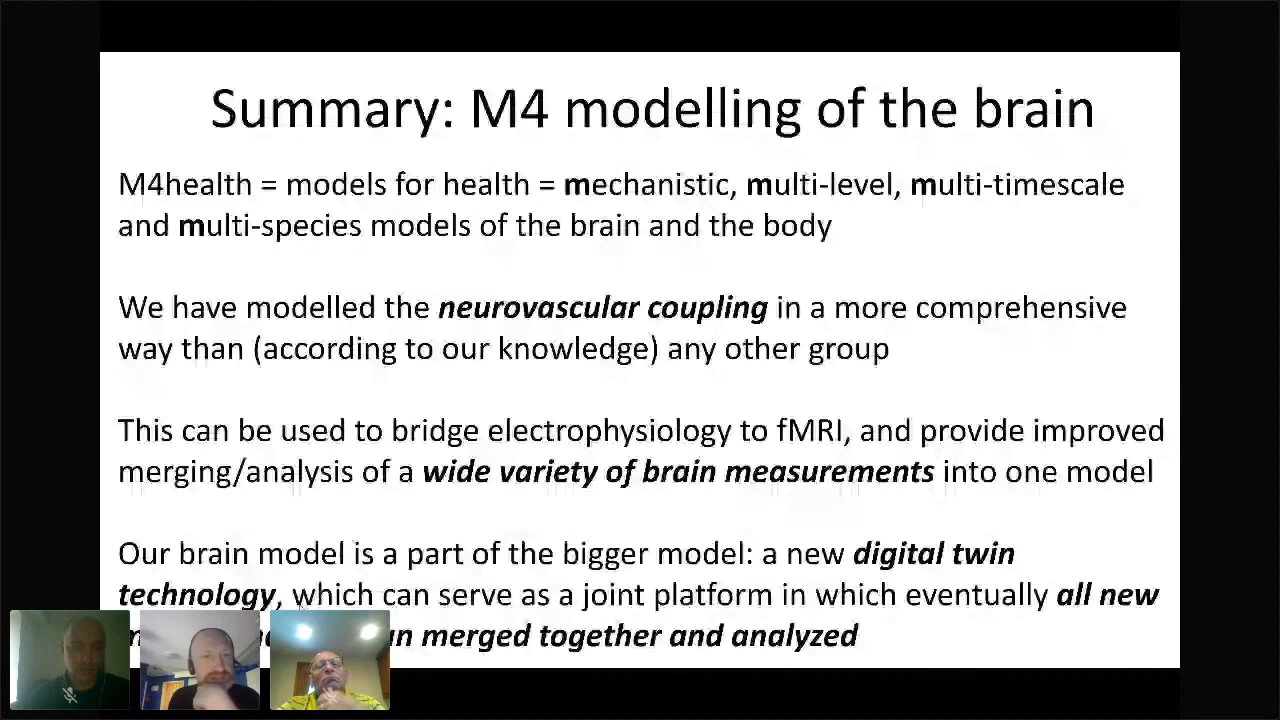 Summary: M4 modelling of the brain
M4health = models for health = mechanistic, multi-level, multi-timescale
and multi-species models of the brain and the body
We have modelled the neurovascular coupling in a more comprehensive
way than (according to our knowledge) any other group
This can be used to bridge electrophysiology to fMRI, and provide improved
merging/analysis of a wide variety of brain measurements into one model
Our brain model is a part of the bigger model: a new digital twin
technology, which can serve as a joint platform in which eventually all new
merged together and analyzed